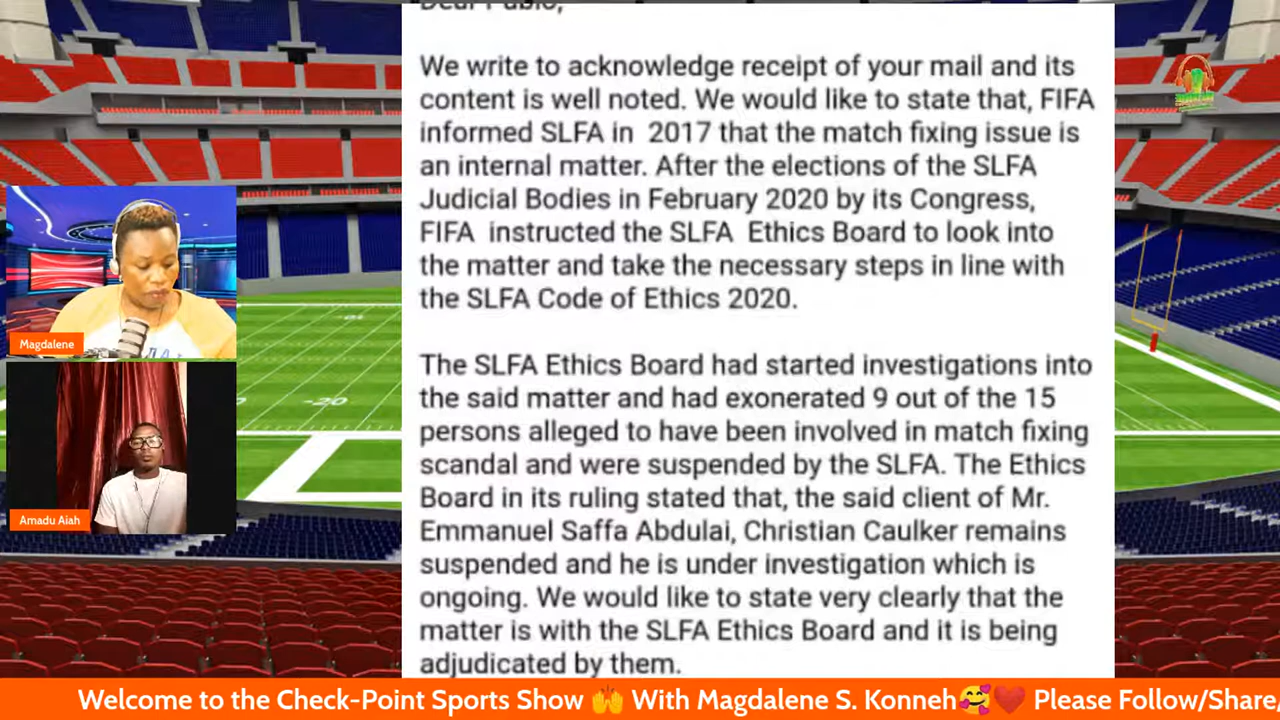 Dear Pablo,
We write to acknowledge receipt of your mail and its
content is well noted. We would like to state that, FIFA
informed SLFA in 2017 that the match fixing issue is
an internal matter. After the elections of the SLFA
Judicial Bodies in February 2020 by its Congress,
FIFA instructed the SLFA Ethics Board to look into
the matter and take the necessary steps in line with
the SLFA Code of Ethics 2020.
The SLFA Ethics Board had started investigations into
the said matter and had exonerated 9 out of the 15
persons alleged to have been involved in match fixing
scandal and were suspended by the SLFA. The Ethics
Board in its ruling stated that, the said client of Mr.
Emmanuel Saffa Abdulai, Christian Caulker remains
suspended and he is under investigation which is
ongoing. We would like to state very clearly that the
matter is with the SLFA Ethics Board and it is being
adjudicated by them.
Magdalene
Amadu Aiah
-20
Welcome to the Check-Point Sports Show 🙌 With Magdalene S. Konneh🥰❤️ Please Follow/Share,